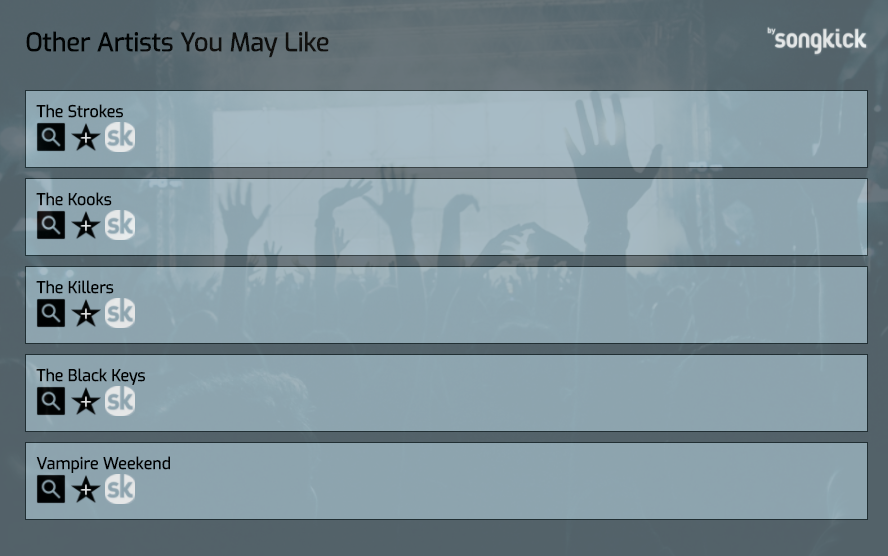 Other Artists You May Like
by songkick
The Strokes
sk
The Kooks
sk
The Killers
sk
The Black Keys
sk
Vampire Weekend
sk